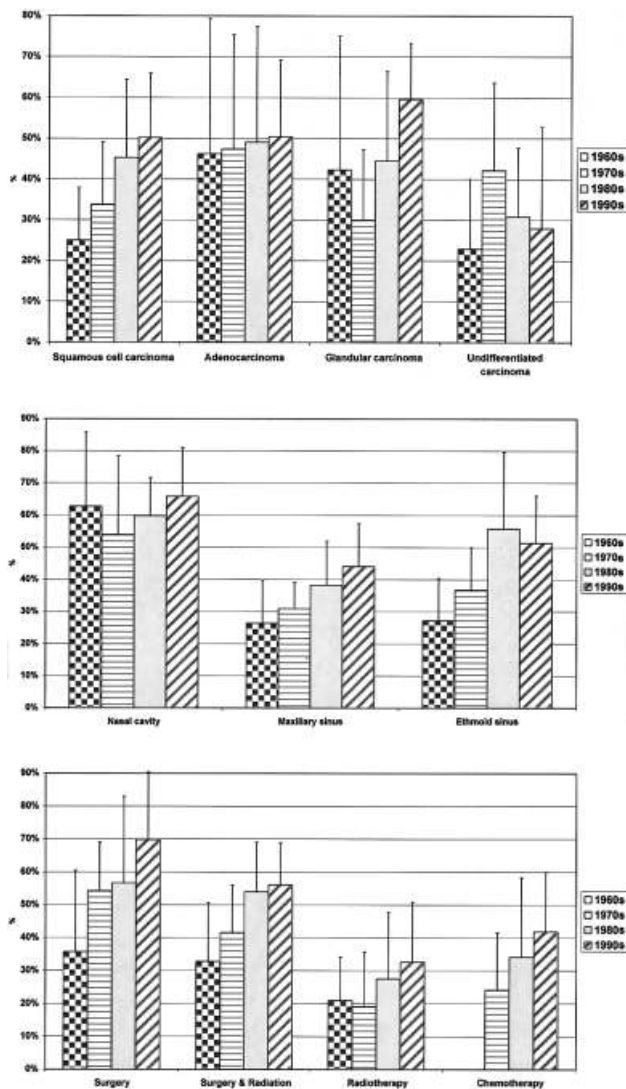 80%
70%
60%
50%
%
40%
30%
20%
10%
0%
Squamous cell carcinoma Adenocarcinoma Glandular carcinoma Undifferentiated
carcinoma
1960s
1970s
1980s
1990s
90%
80%
70%
60%
50%
%
40%
30%
20%
10%
0%
Nasal cavity Maxillary sinus Ethmoid sinus
1960s
1970s
1980s
1990s
90%
80%
70%
60%
50%
%
40%
30%
20%
10%
0%
Surgery Surgery & Radiation Radiotherapy Chemotherapy
1960s
1970s
1980s
1990s